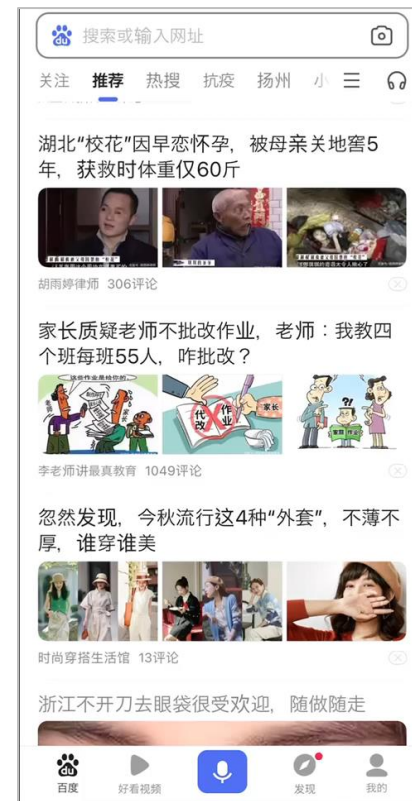 搜索或输入网址
关注 推荐 热搜 抗疫 扬州 小
湖北“校花”因早恋怀孕，被母亲关地窖5
年，获救时体重仅60斤
胡雨婷律师 306评论
家长质疑老师不批改作业，老师：我教四
个班每班55人，咋批改？
这些作业是给你的
家长
代改
作业
家长
李老师讲最真教育 1049评论
忽然发现，今秋流行这4种“外套”，不薄不
厚，谁穿谁美
时尚穿搭生活馆 13评论
浙江不开刀去眼袋很受欢迎，随做随走
百度 好看视频 发现 我的